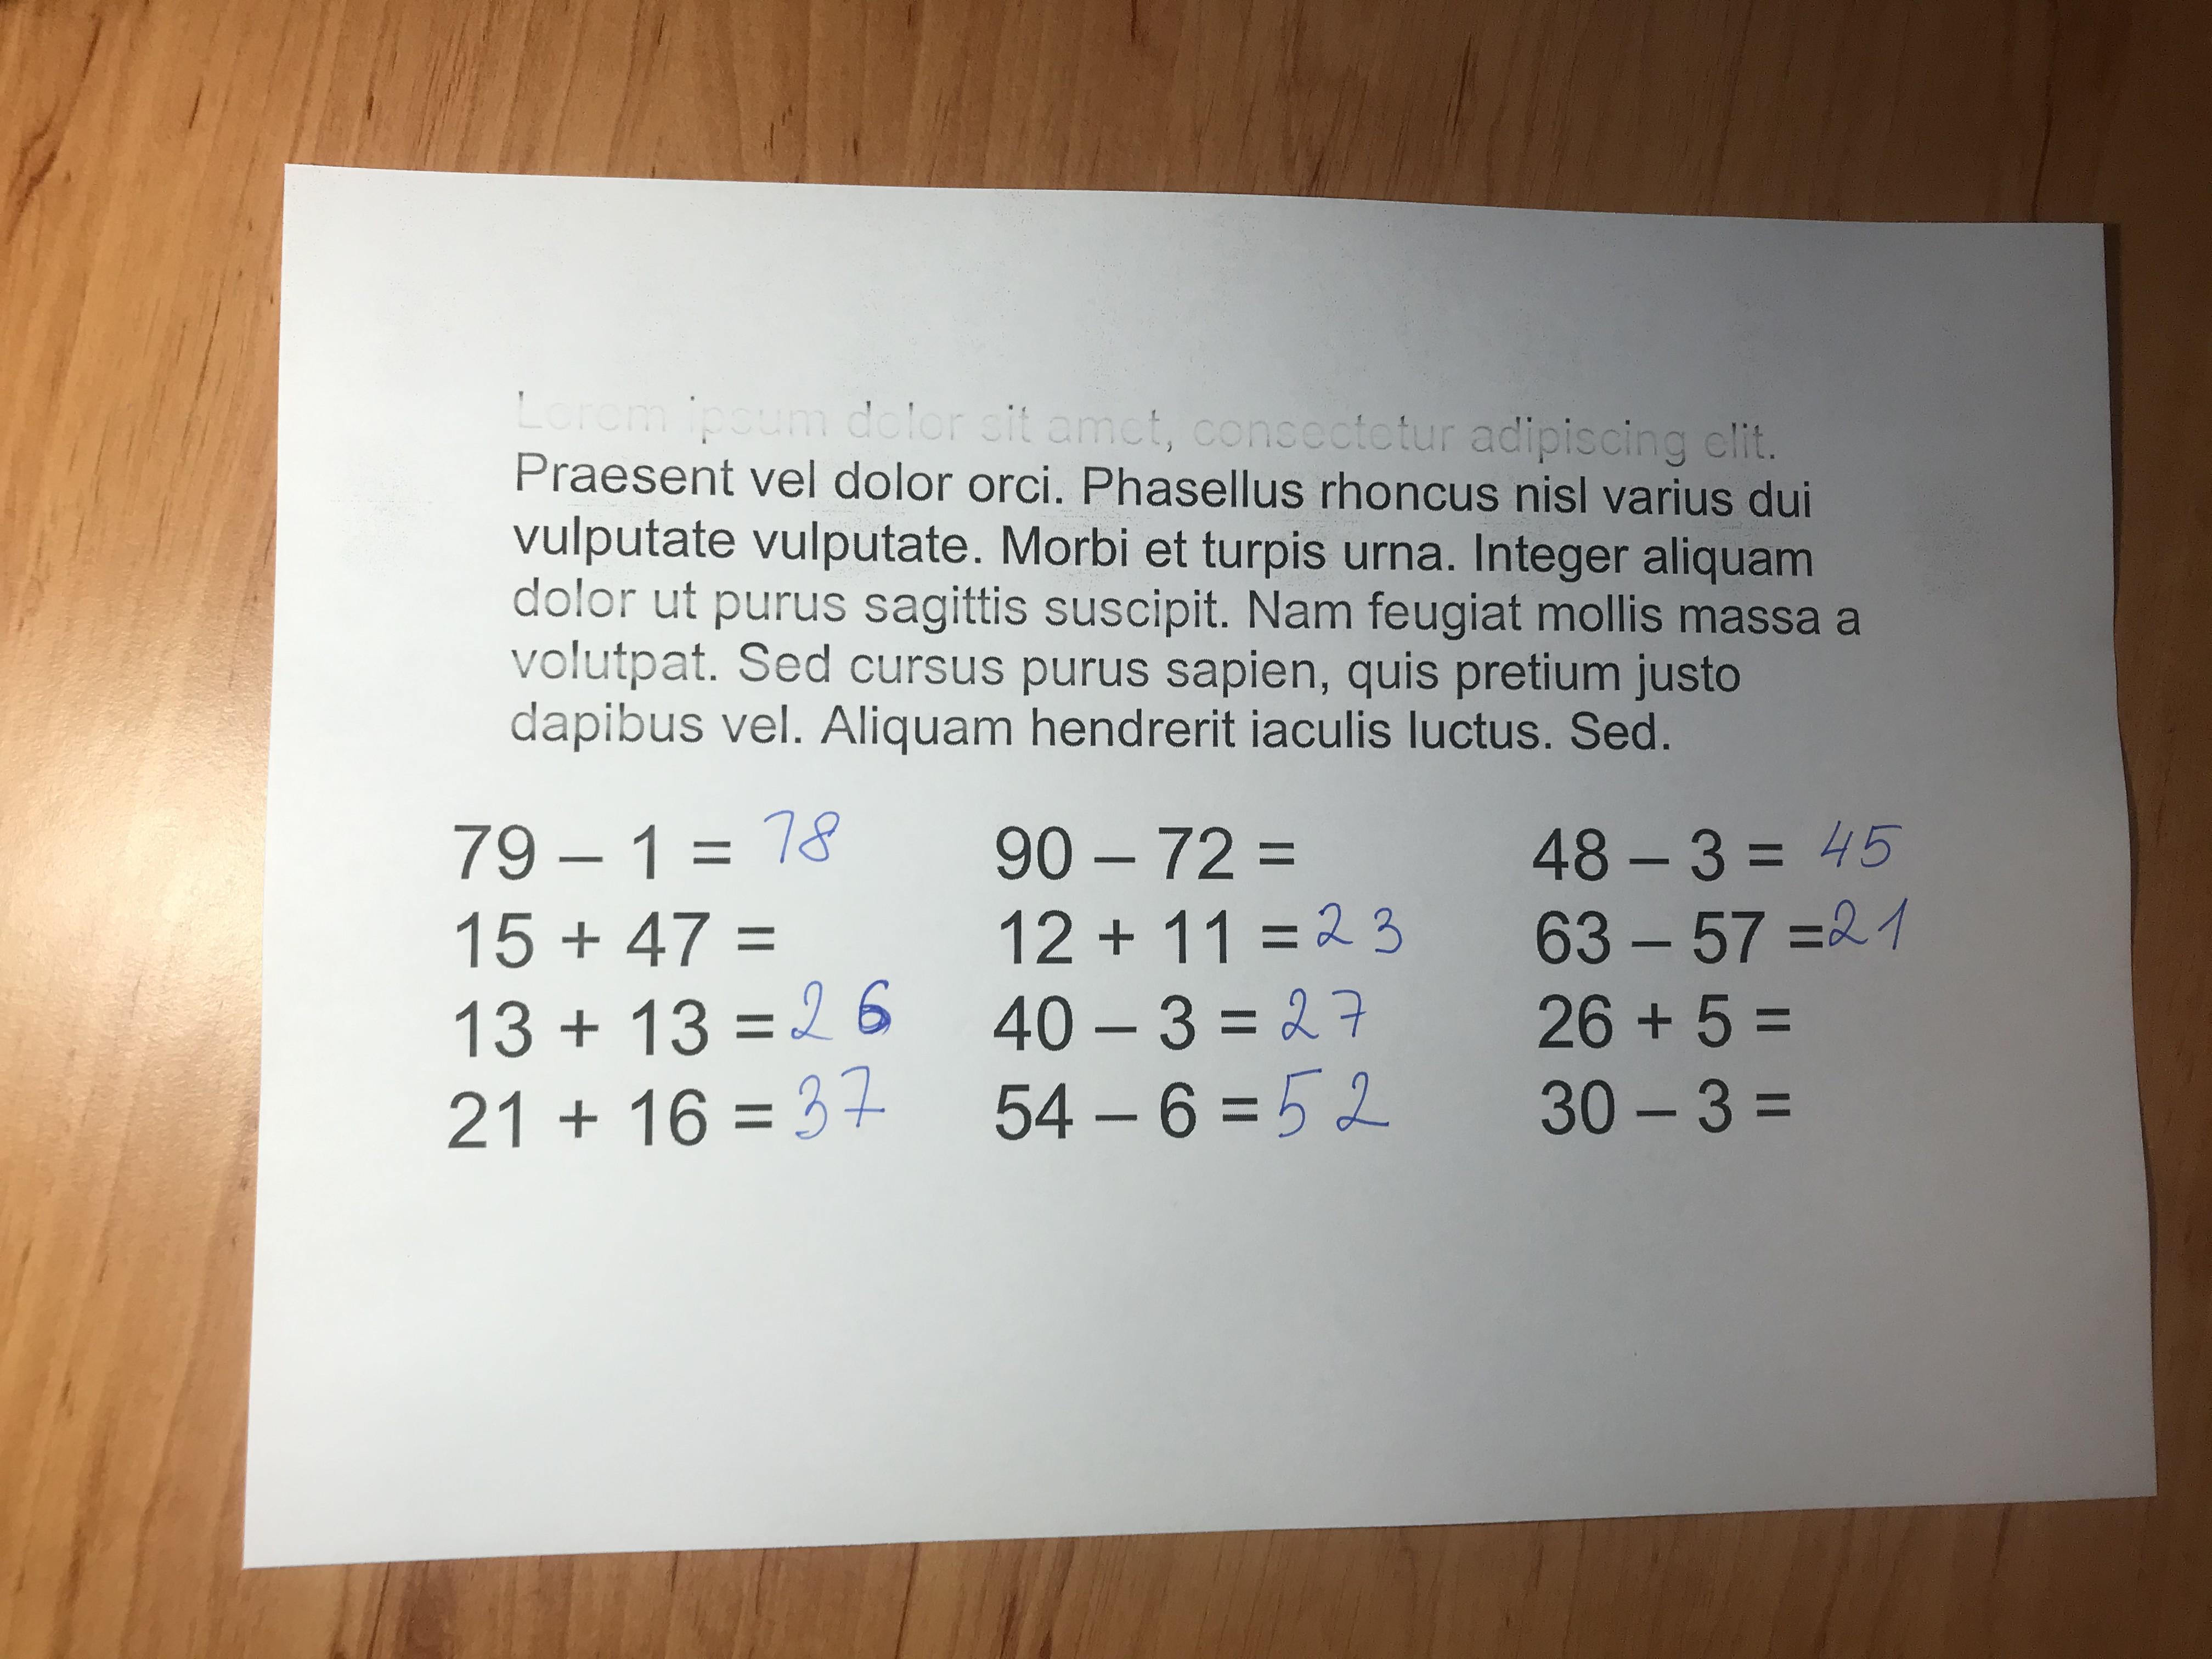 Lorem ipsum dolor sit amet, consectetur adipiscing elit.
Praesent vel dolor orci. Phasellus rhoncus nisl varius dui
vulputate vulputate. Morbi et turpis urna. Integer aliquam
dolor ut purus sagittis suscipit. Nam feugiat mollis massa a
volutpat. Sed cursus purus sapien, quis pretium justo
dapibus vel. Aliquam hendrerit iaculis luctus. Sed.
79 – 1 = 78
15 + 47 =
13 + 13 = 26
21 + 16 = 37
90 – 72 =
12 + 11 = 23
40 – 3 = 27
54 – 6 = 52
48 – 3 = 45
63 – 57 = 21
26 + 5 =
30 – 3 =